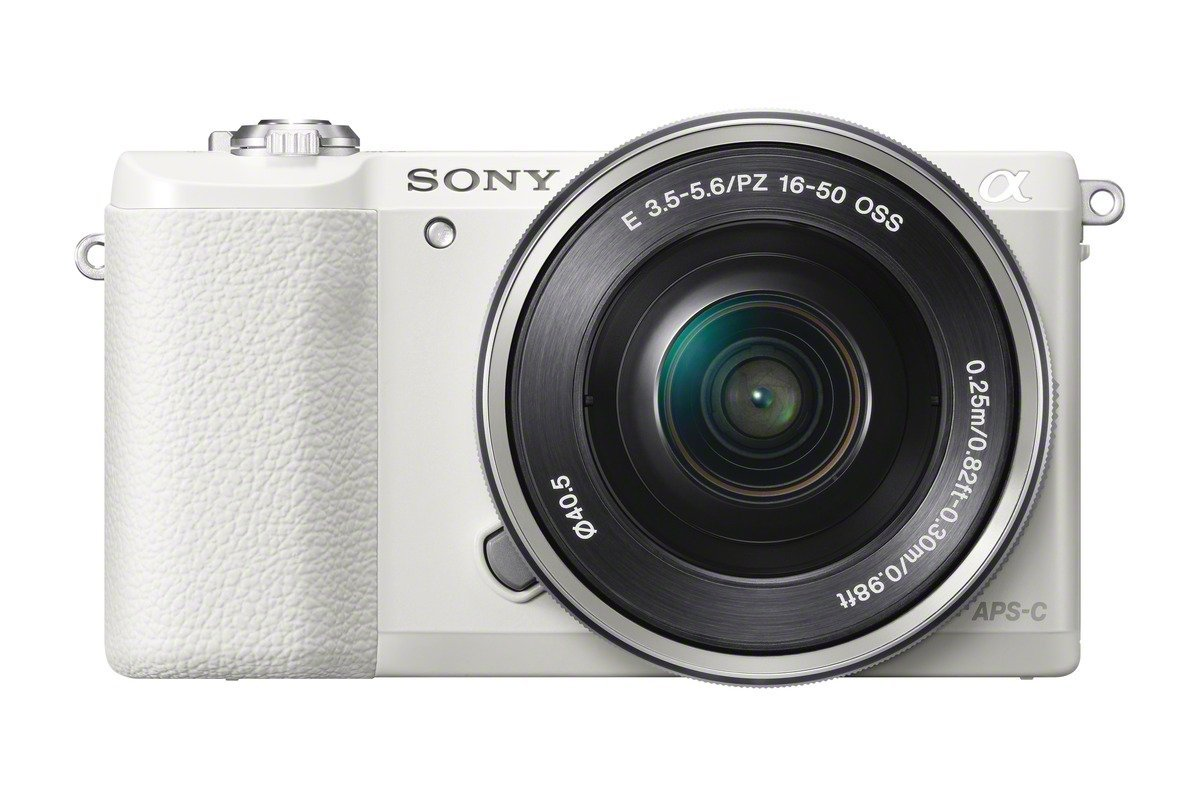 SONY
α
E 3.5-5.6/PZ 16-50 OSS
0.25m/0.82ft-0.30m/0.98ft
Ø40.5
APS-C